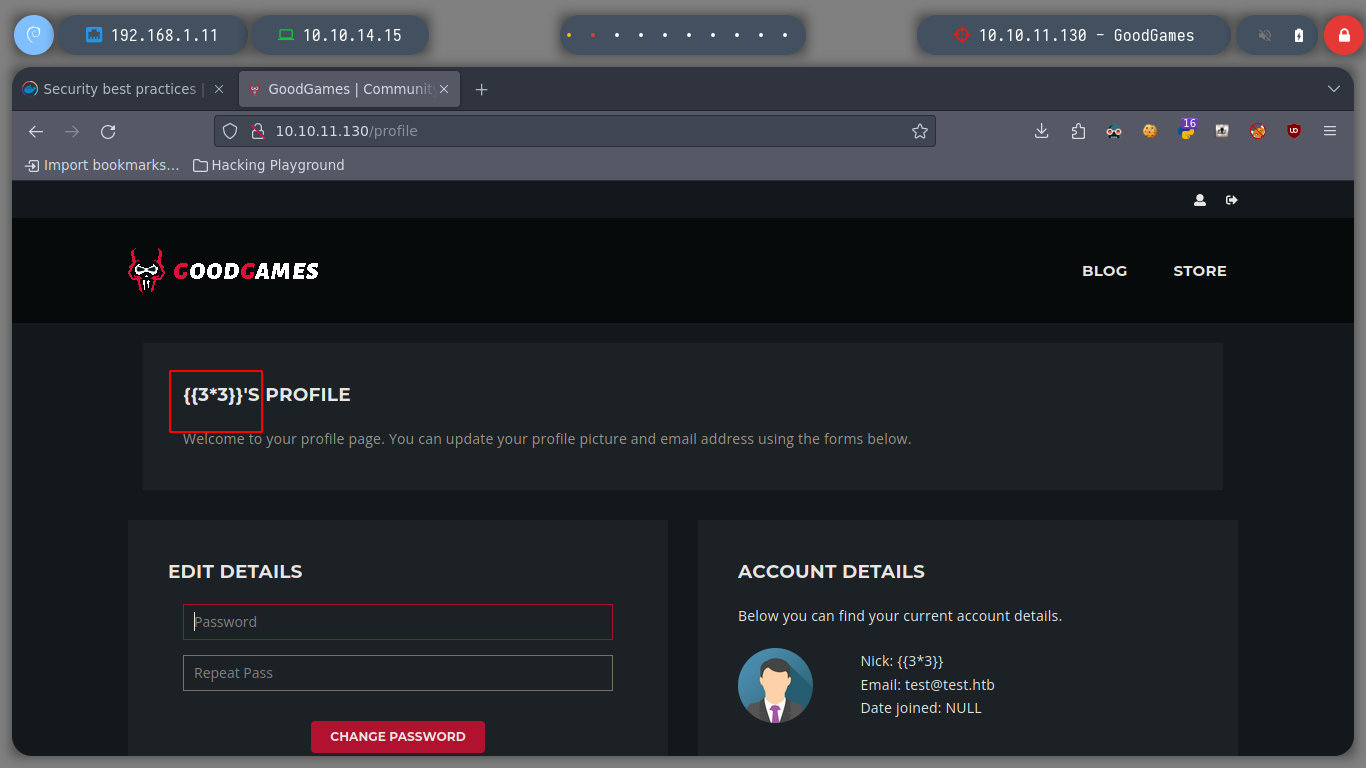 192.168.1.11 10.10.14.15 10.10.11.130 - GoodGames
Security best practices | GoodGames | Communit
10.10.11.130/profile 16
Import bookmarks... Hacking Playground
GOODGAMES BLOG STORE
{{3*3}}'S PROFILE
Welcome to your profile page. You can update your profile picture and email address using the forms below.
EDIT DETAILS
Password
Repeat Pass
CHANGE PASSWORD
ACCOUNT DETAILS
Below you can find your current account details.
Nick: {{3*3}}
Email: test@test.htb
Date joined: NULL